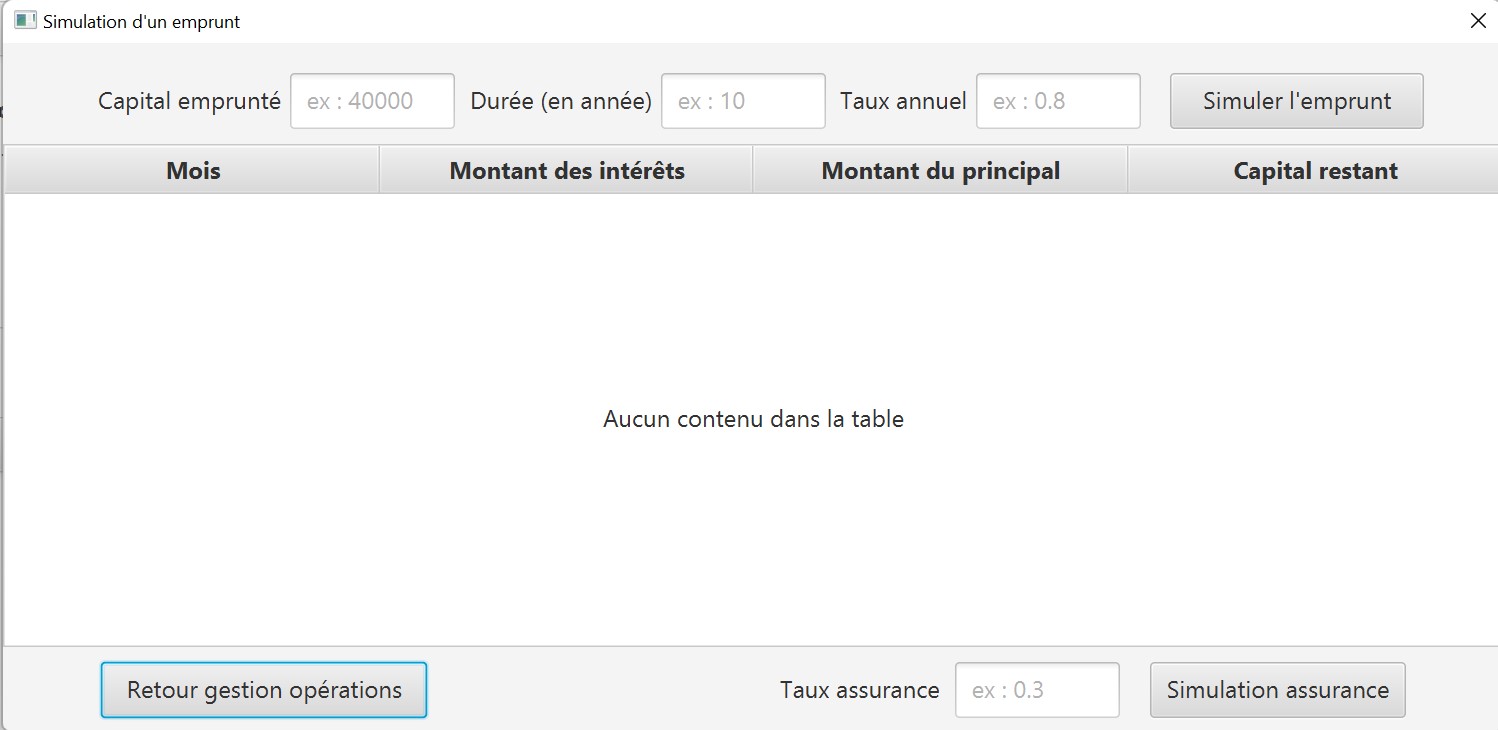 Simulation d'un emprunt
Capital emprunté ex : 40000 Durée (en année) ex : 10 Taux annuel ex : 0.8 Simuler l'emprunt
Mois Montant des intérêts Montant du principal Capital restant
Aucun contenu dans la table
Retour gestion opérations Taux assurance ex : 0.3 Simulation assurance